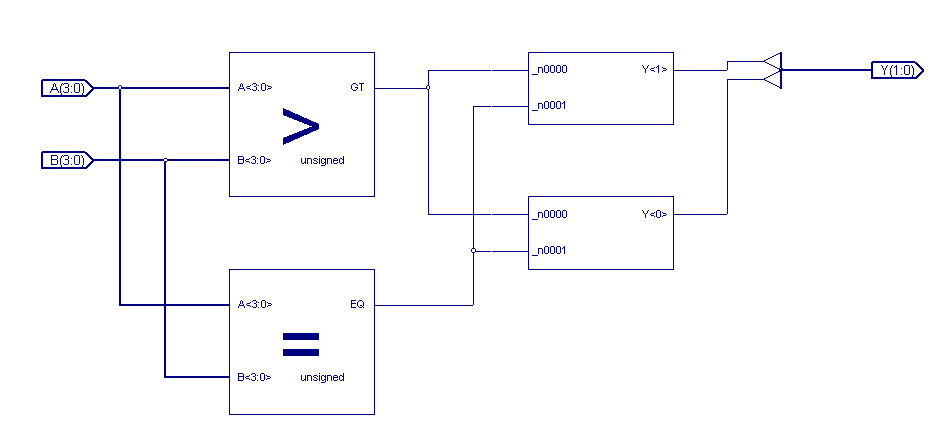 A(3:0)
B(3:0)
A<3:0>
GT
>
B<3:0>
unsigned
A<3:0>
EQ
=
B<3:0>
unsigned
_n0000
Y<1>
_n0001
_n0000
Y<0>
_n0001
Y(1:0)